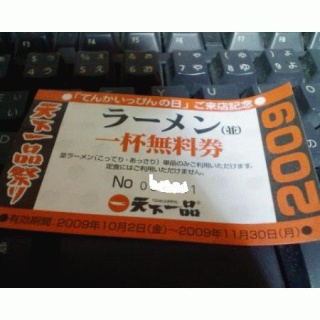 「てんかいっぴんの日」ご来店記念
天下一品祭り
ラーメン(並)
一杯無料券
2009
並ラーメン(こってり・あっさり)単品のみご利用いただけます。
定食にはご利用いただけません。
No 0 1
天下一品
●有効期間:2009年10月2日(金)~2009年11月30日(月)●